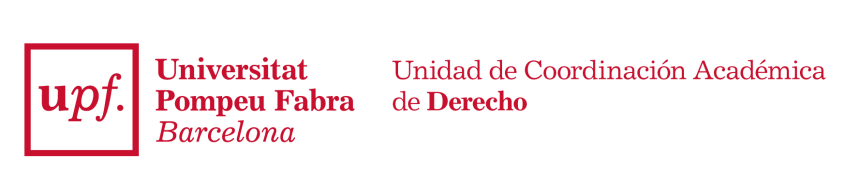 upf.
Universitat
Pompeu Fabra
Barcelona
Unidad de Coordinación Académica
de Derecho